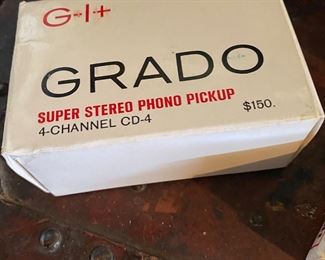 G-1+
GRADO
SUPER STEREO PHONO PICKUP
4-CHANNEL CD-4 $150.